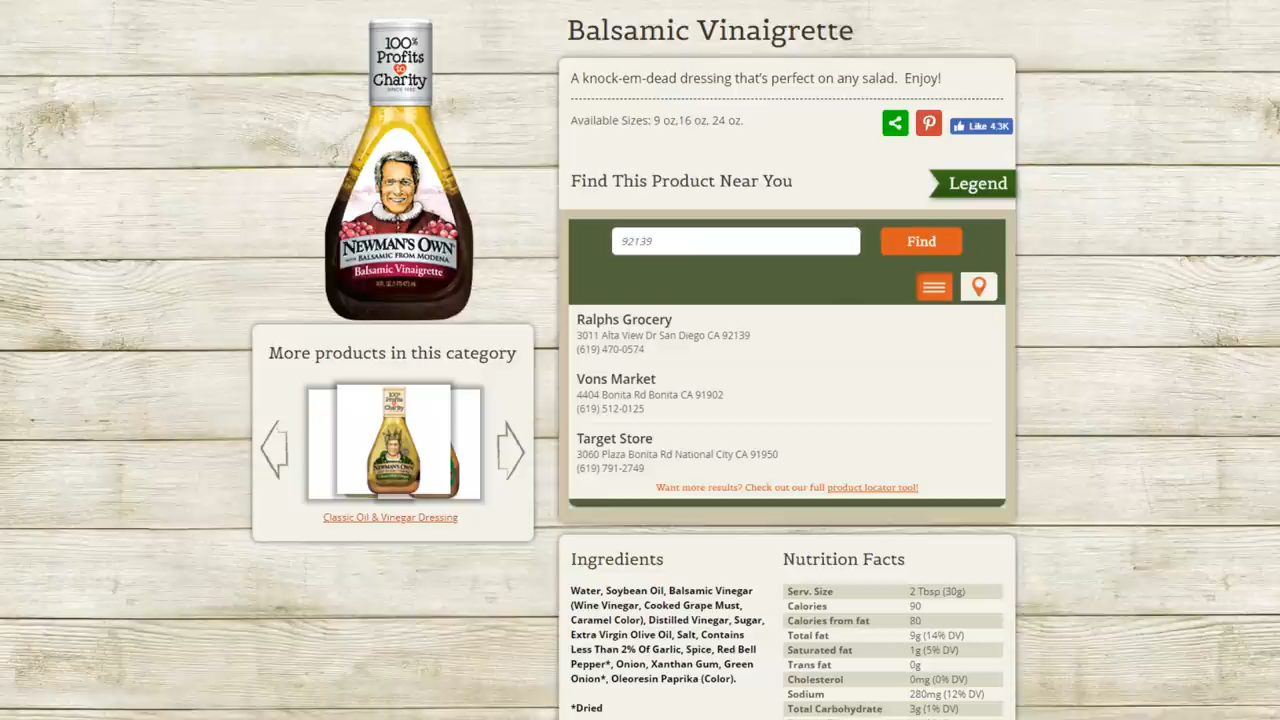 Balsamic Vinaigrette
100%
Profits
to
Charity
SINCE 1982
NEWMAN'S OWN
WITH BALSAMIC FROM MODENA
Balsamic Vinaigrette
A knock-em-dead dressing that's perfect on any salad. Enjoy!
Available Sizes: 9 oz,16 oz, 24 oz.
Like 4.3K
Find This Product Near You
Legend
92139
Find
Ralphs Grocery
3011 Alta View Dr San Diego CA 92139
(619) 470-0574
Vons Market
4404 Bonita Rd Bonita CA 91902
(619) 512-0125
Target Store
3060 Plaza Bonita Rd National City CA 91950
(619) 791-2749
Want more results? Check out our full product locator tool!
More products in this category
100%
Profits
to
Charity
NEWMAN'S OWN
Classic Oil & Vinegar Dressing
Ingredients
Water, Soybean Oil, Balsamic Vinegar
(Wine Vinegar, Cooked Grape Must,
Caramel Color), Distilled Vinegar, Sugar,
Extra Virgin Olive Oil, Salt, Contains
Less Than 2% Of Garlic, Spice, Red Bell
Pepper*, Onion, Xanthan Gum, Green
Onion*, Oleoresin Paprika (Color).
*Dried
Nutrition Facts
Serv. Size 2 Tbsp (30g)
Calories 90
Calories from fat 80
Total fat 9g (14% DV)
Saturated fat 1g (5% DV)
Trans fat 0g
Cholesterol 0mg (0% DV)
Sodium 280mg (12% DV)
Total Carbohydrate 3g (1% DV)